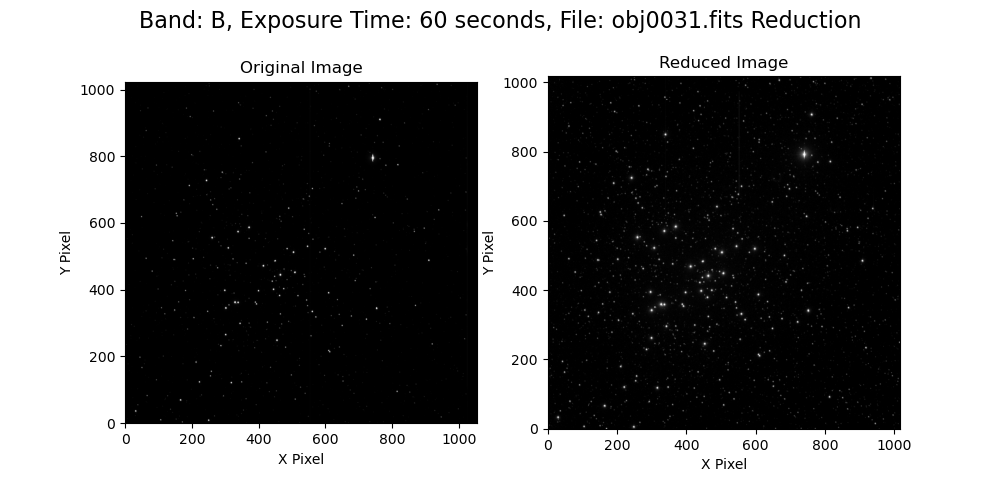 Band: B, Exposure Time: 60 seconds, File: obj0031.fits Reduction
Original Image
1000
800
600
400
200
0
Y Pixel
0 200 400 600 800 1000
X Pixel
Reduced Image
1000
800
600
400
200
0
Y Pixel
0 200 400 600 800 1000
X Pixel